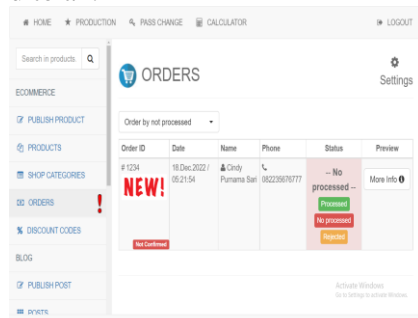 HOME PRODUCTION PASS CHANGE CALCULATOR LOGOUT
Search in products
ORDERS
Settings
ECOMMERCE
PUBLISH PRODUCT
PRODUCTS
SHOP CATEGORIES
ORDERS
DISCOUNT CODES
BLOG
PUBLISH POST
POSTS
Order by not processed
Order ID Date Name Phone Status Preview
# 1234
NEW!
Not Confirmed
18.Dec.2022 /
05:21:54
Cindy
Purnama Sari
082235676777
-- No
processed --
Processed
No processed
Rejected
More Info
Activate Windows
Go to Settings to activate Windows.